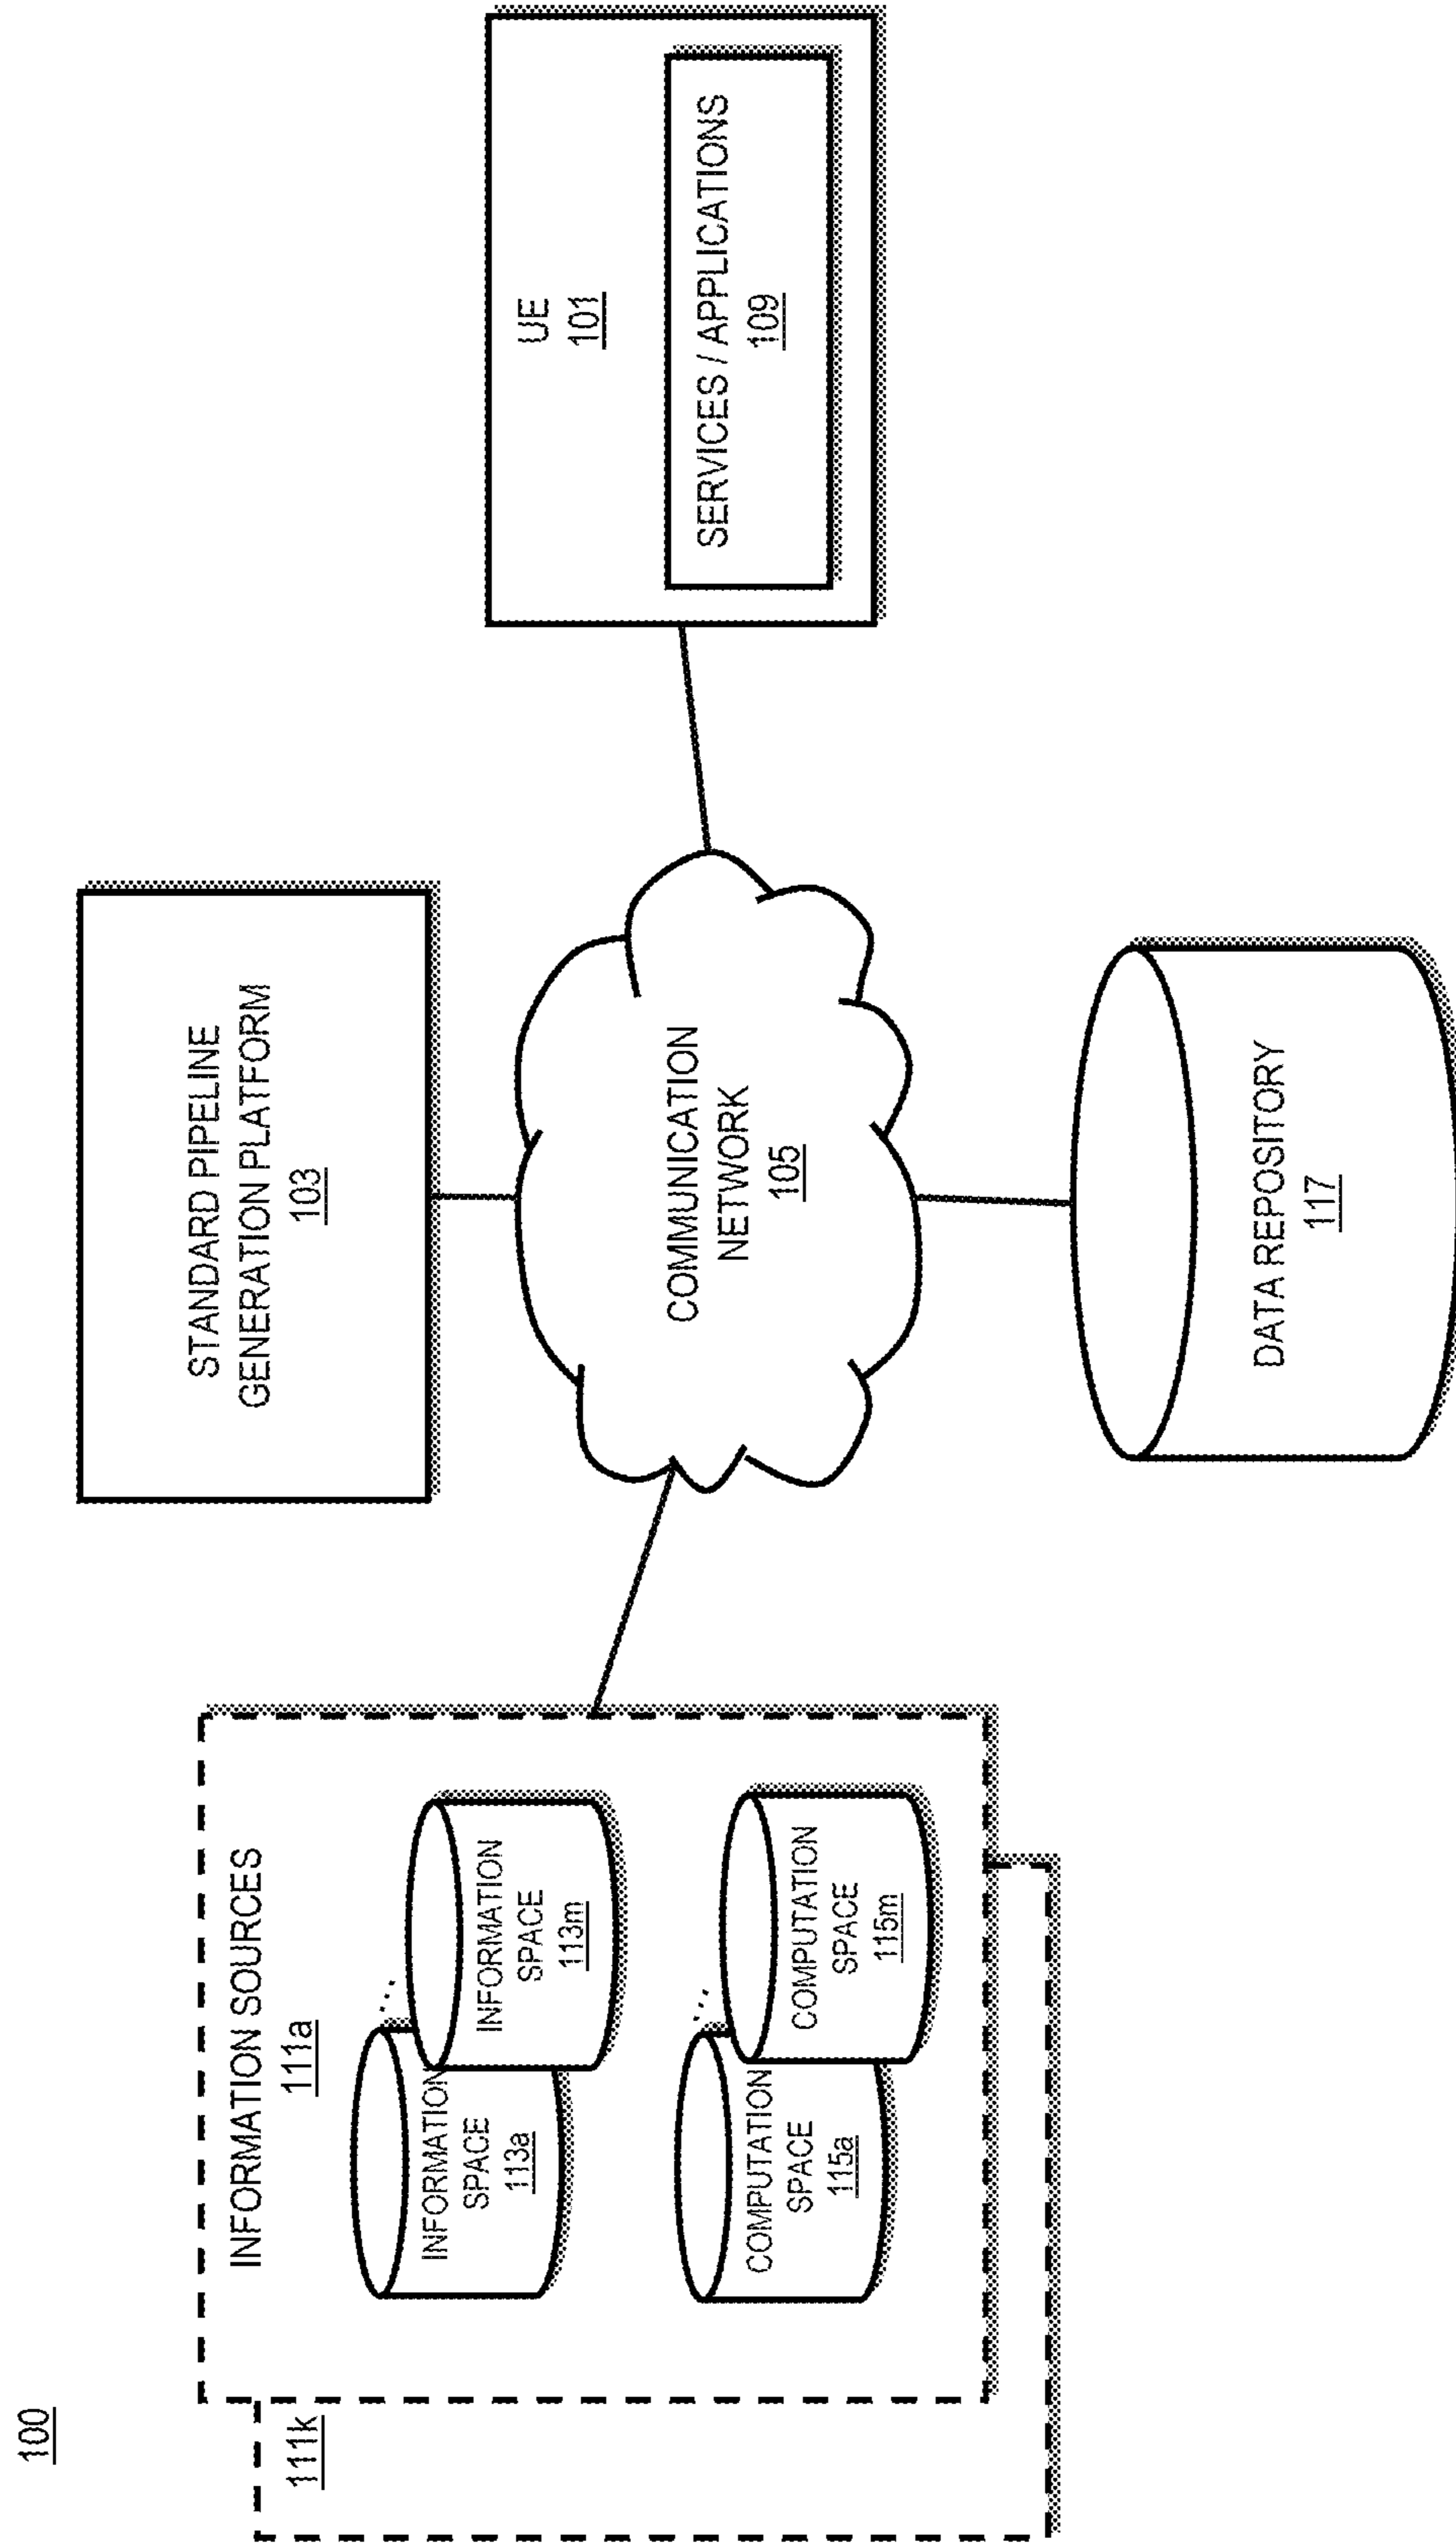 100
111k
INFORMATION SOURCES
111a
INFORMATION
SPACE
113a
INFORMATION
SPACE
113m
...
COMPUTATION
SPACE
115a
COMPUTATION
SPACE
115m
...
STANDARD PIPELINE
GENERATION PLATFORM
103
COMMUNICATION
NETWORK
105
DATA REPOSITORY
117
UE
101
SERVICES / APPLICATIONS
109